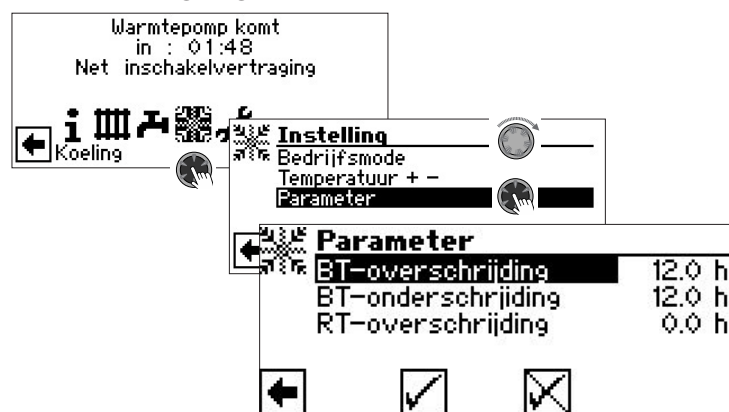 Warmtepomp komt
in : 01:48
Net inschakelvertraging
Koeling
Instelling
Bedrijfsmode
Temperatuur + −
Parameter
Parameter
BT-overschrijding 12.0 h
BT-onderschrijding 12.0 h
RT-overschrijding 0.0 h